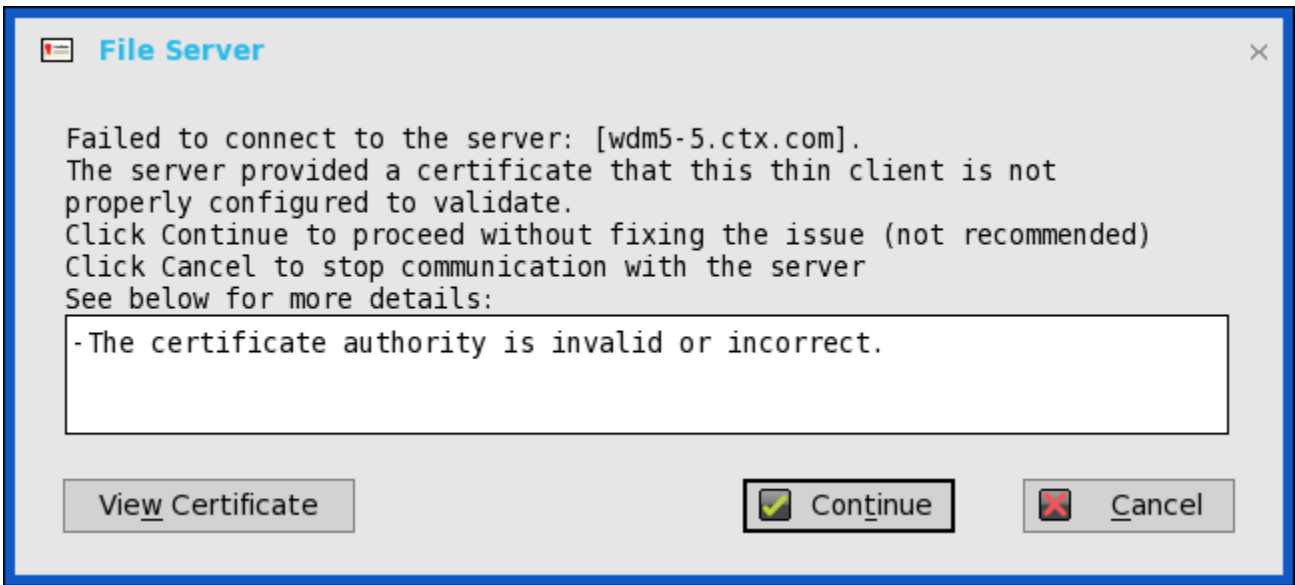 File Server
Failed to connect to the server: [wdm5-5.ctx.com].
The server provided a certificate that this thin client is not
properly configured to validate.
Click Continue to proceed without fixing the issue (not recommended)
Click Cancel to stop communication with the server
See below for more details:
-The certificate authority is invalid or incorrect.
View Certificate
Continue
Cancel